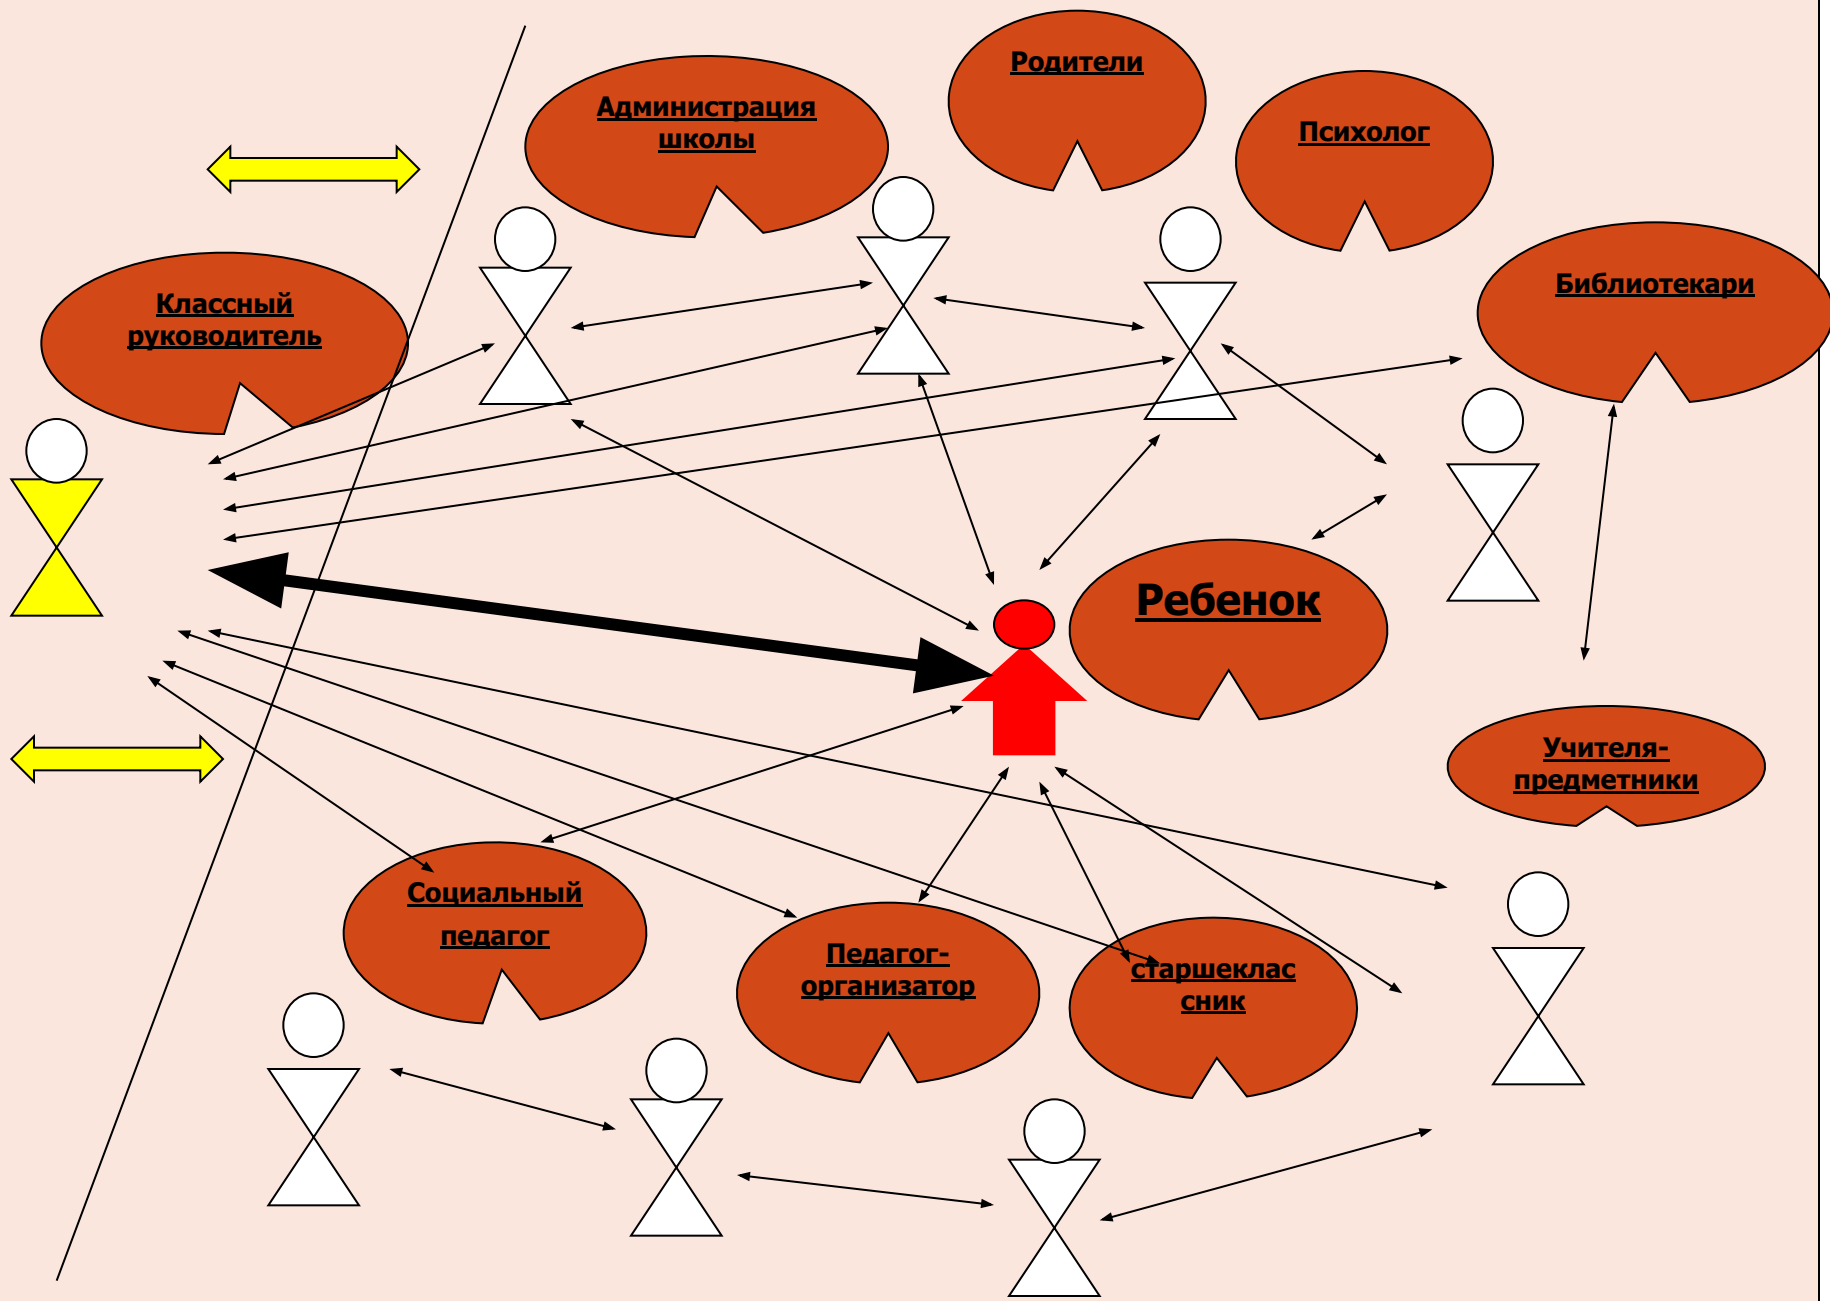 Родители
Администрация
школы
Психолог
Библиотекари
Классный
руководитель
Ребенок
Учителя-
предметники
Социальный
педагог
Педагог-
организатор
старшеклас
сник